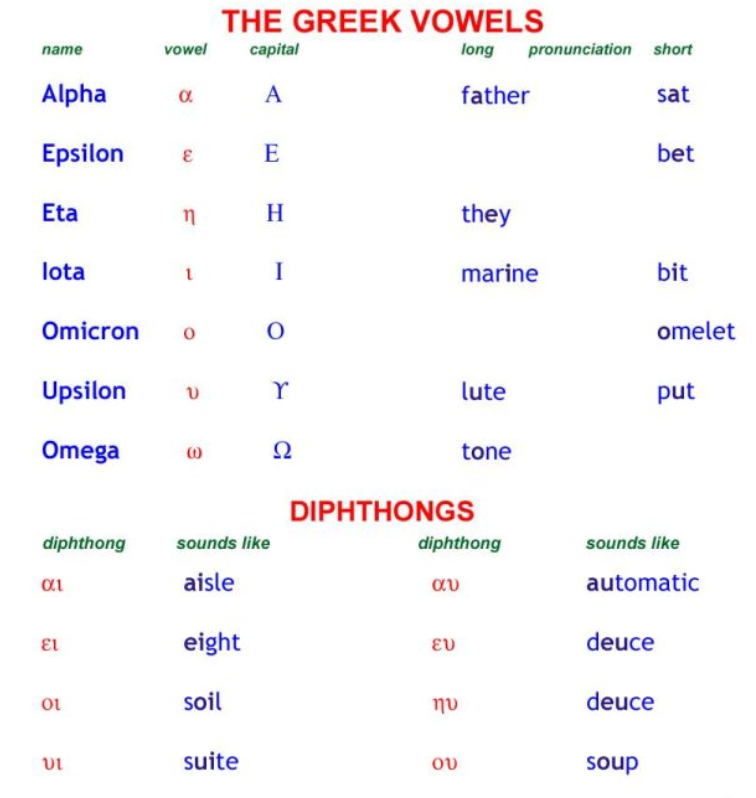 THE GREEK VOWELS
name vowel capital long pronunciation short
Alpha α Α father sat
Epsilon ε Ε bet
Eta η Η they
Iota ι Ι marine bit
Omicron ο Ο omelet
Upsilon υ ϒ lute put
Omega ω Ω tone
DIPHTHONGS
diphthong sounds like diphthong sounds like
αι aisle αυ automatic
ει eight ευ deuce
οι soil ηυ deuce
υι suite ου soup